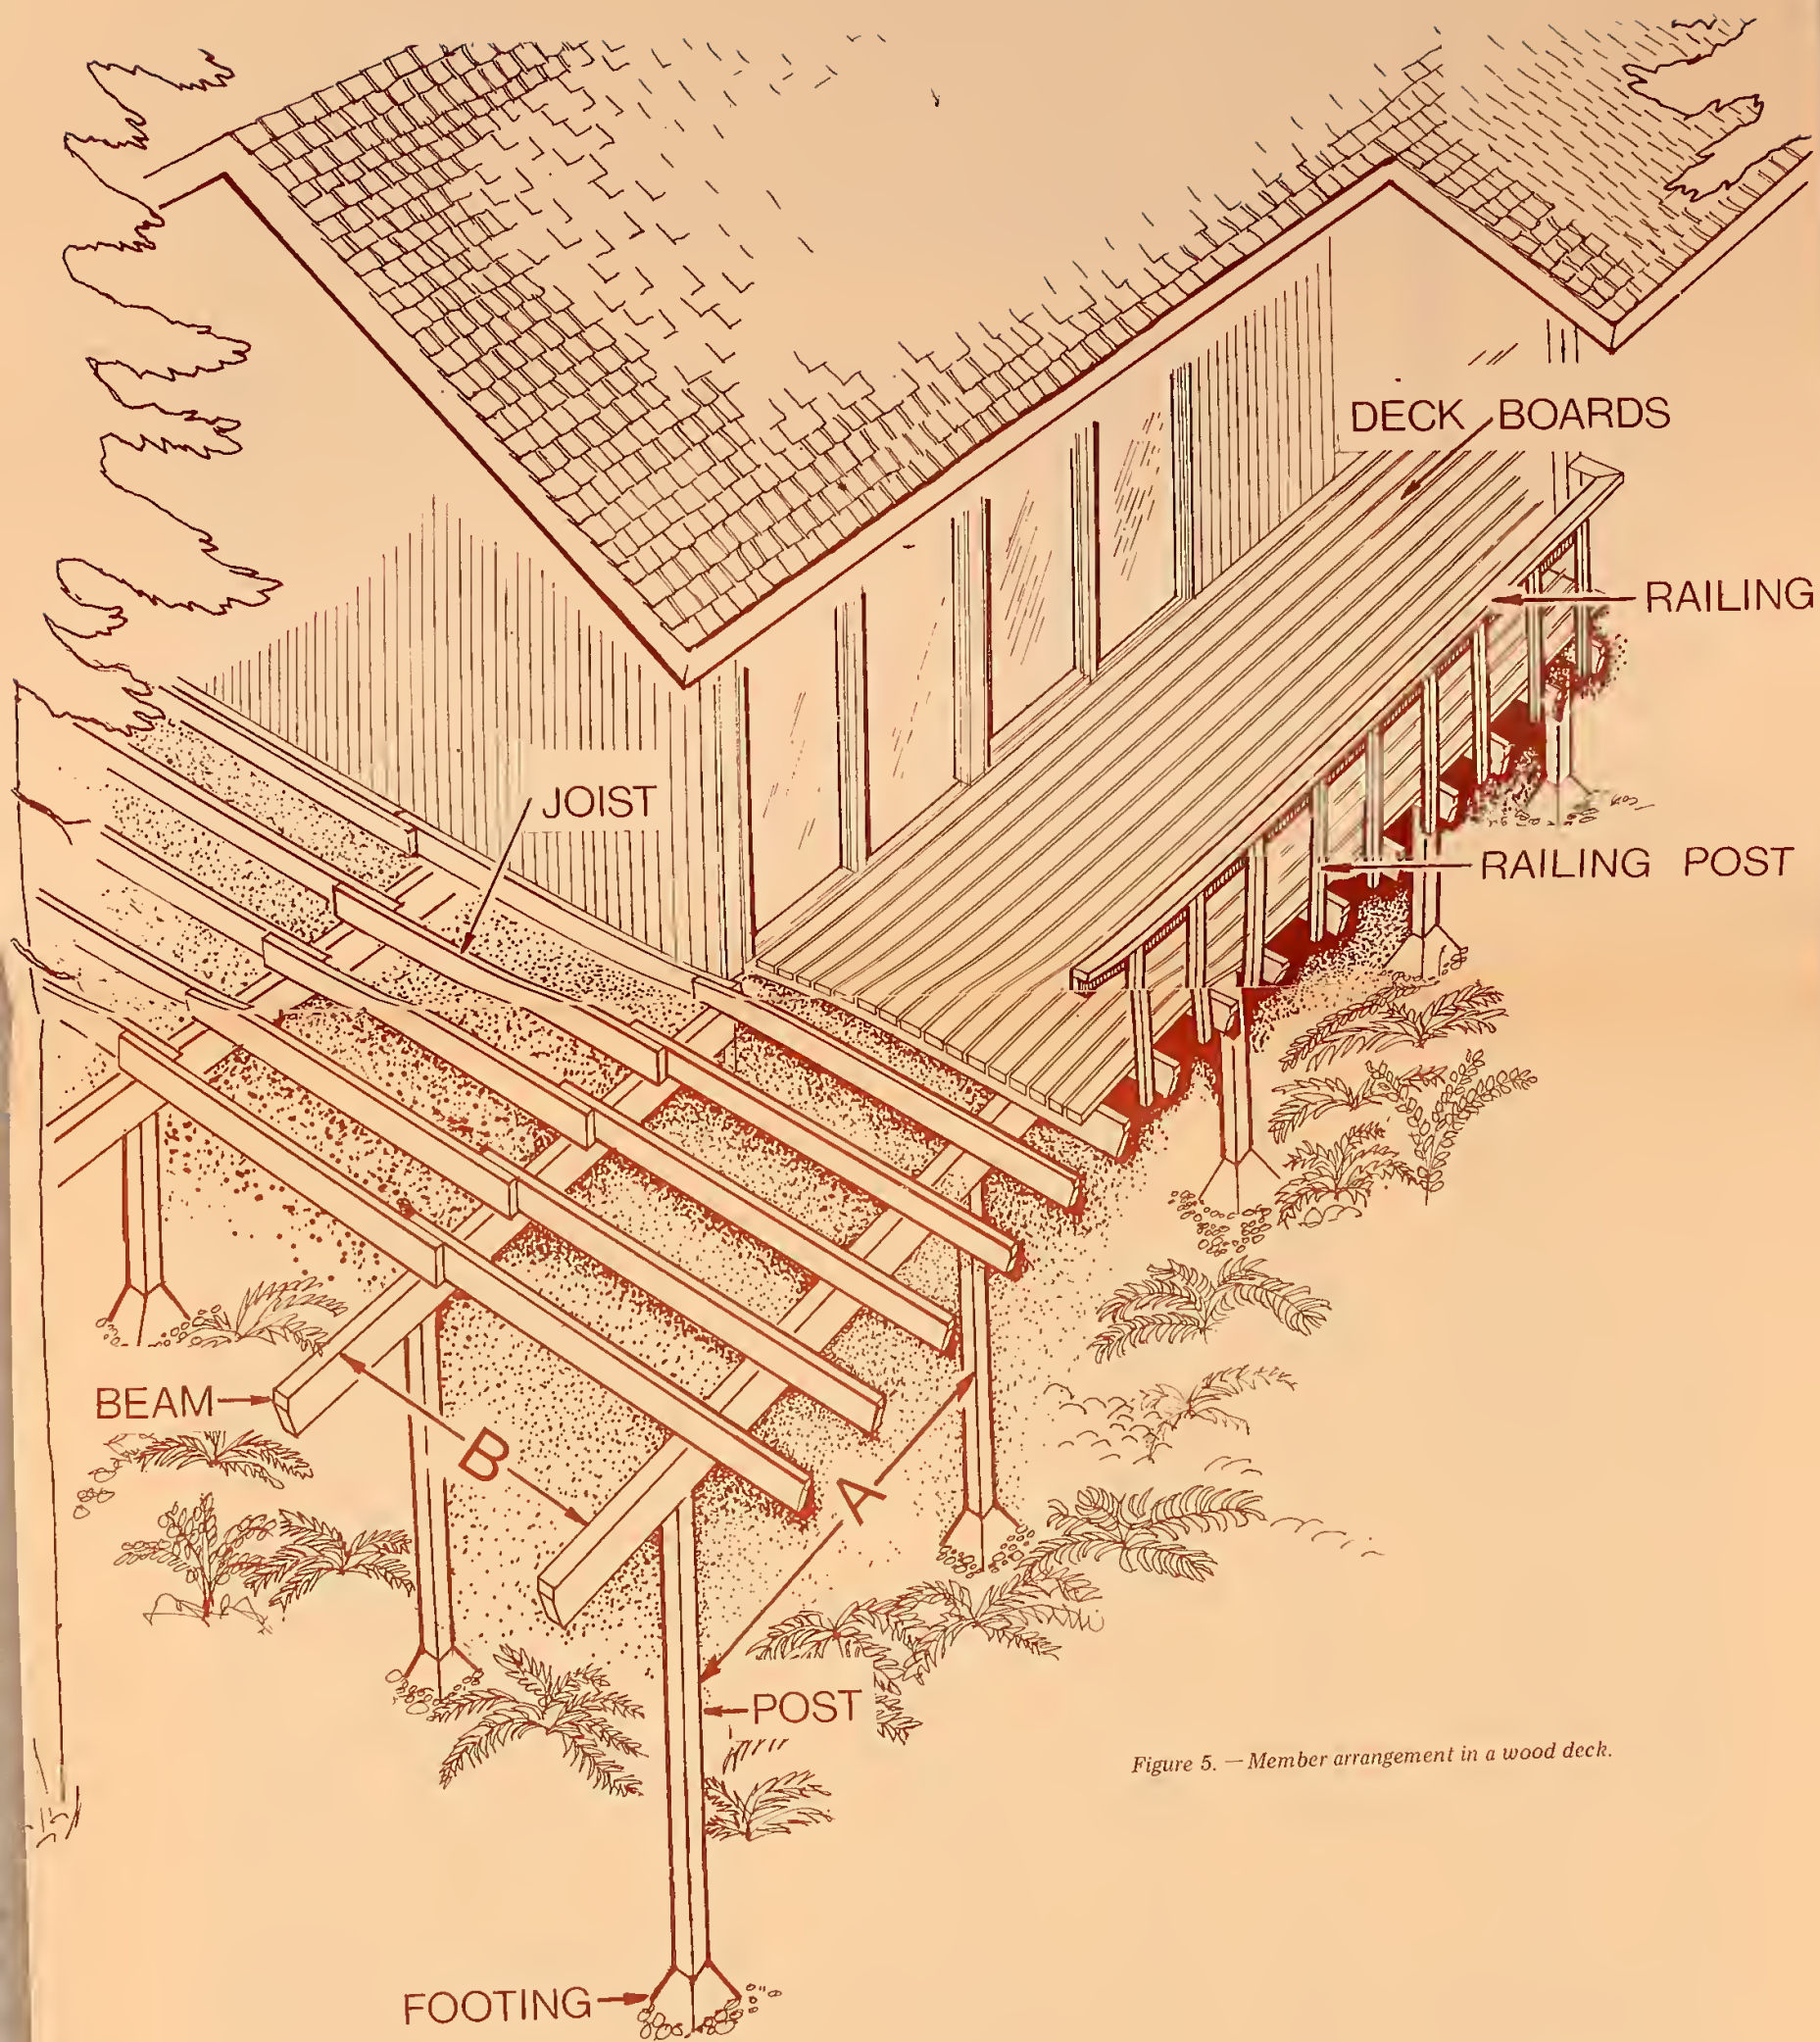 DECK BOARDS
RAILING
JOIST
RAILING POST
BEAM
B
A
POST
Figure 5. — Member arrangement in a wood deck.
FOOTING